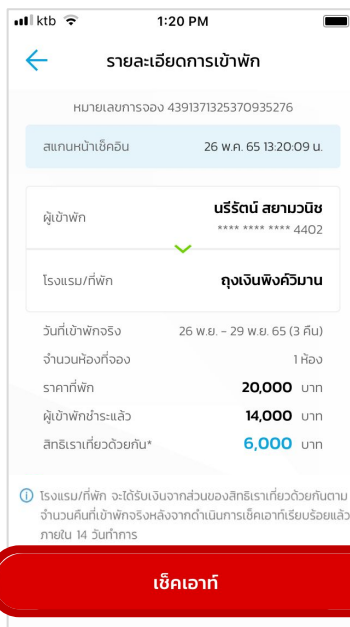 ktb 1:20 PM
รายละเอียดการเข้าพัก
หมายเลขการจอง 4391371325370935276
สแกนหน้าเช็คอิน 26 พ.ค. 65 13:20:09 น.
ผู้เข้าพัก นรีรัตน์ สยามวนิช
**** **** **** 4402
โรงแรม/ที่พัก ถุงเงินพิงค์วิมาน
วันที่เข้าพักจริง 26 พ.ย. - 29 พ.ย. 65 (3 คืน)
จำนวนห้องที่จอง 1 ห้อง
ราคาที่พัก 20,000 บาท
ผู้เข้าพักชำระแล้ว 14,000 บาท
สิทธิเราเที่ยวด้วยกัน* 6,000 บาท
โรงแรม/ที่พัก จะได้รับเงินจากส่วนของสิทธิเราเที่ยวด้วยกันตาม
จำนวนคืนที่เข้าพักจริงหลังจากดำเนินการเช็คเอาท์เรียบร้อยแล้ว
ภายใน 14 วันทำการ
เช็คเอาท์